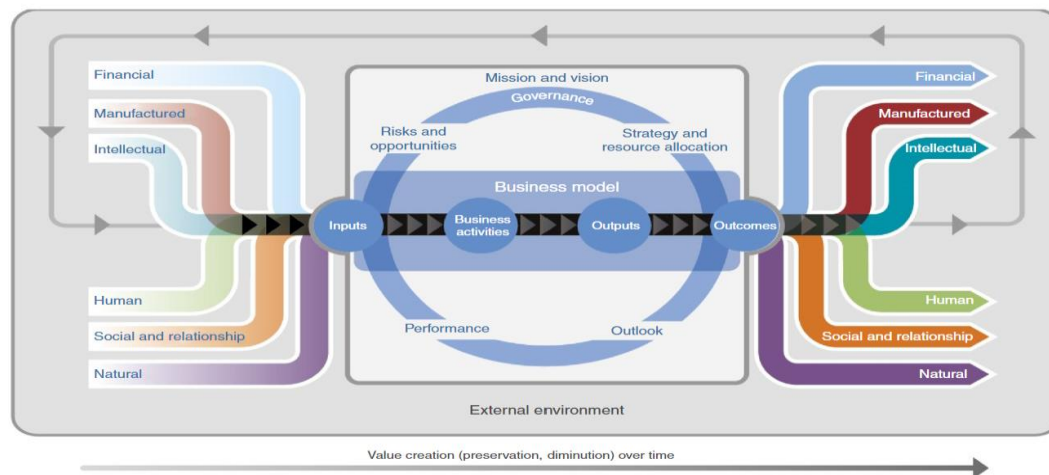 Financial
Manufactured
Intellectual
Human
Social and relationship
Natural
Mission and vision
Governance
Risks and
opportunities
Strategy and
resource allocation
Business model
Inputs
Business
activities
Outputs
Outcomes
Performance
Outlook
Financial
Manufactured
Intellectual
Human
Social and relationship
Natural
External environment
Value creation (preservation, diminution) over time